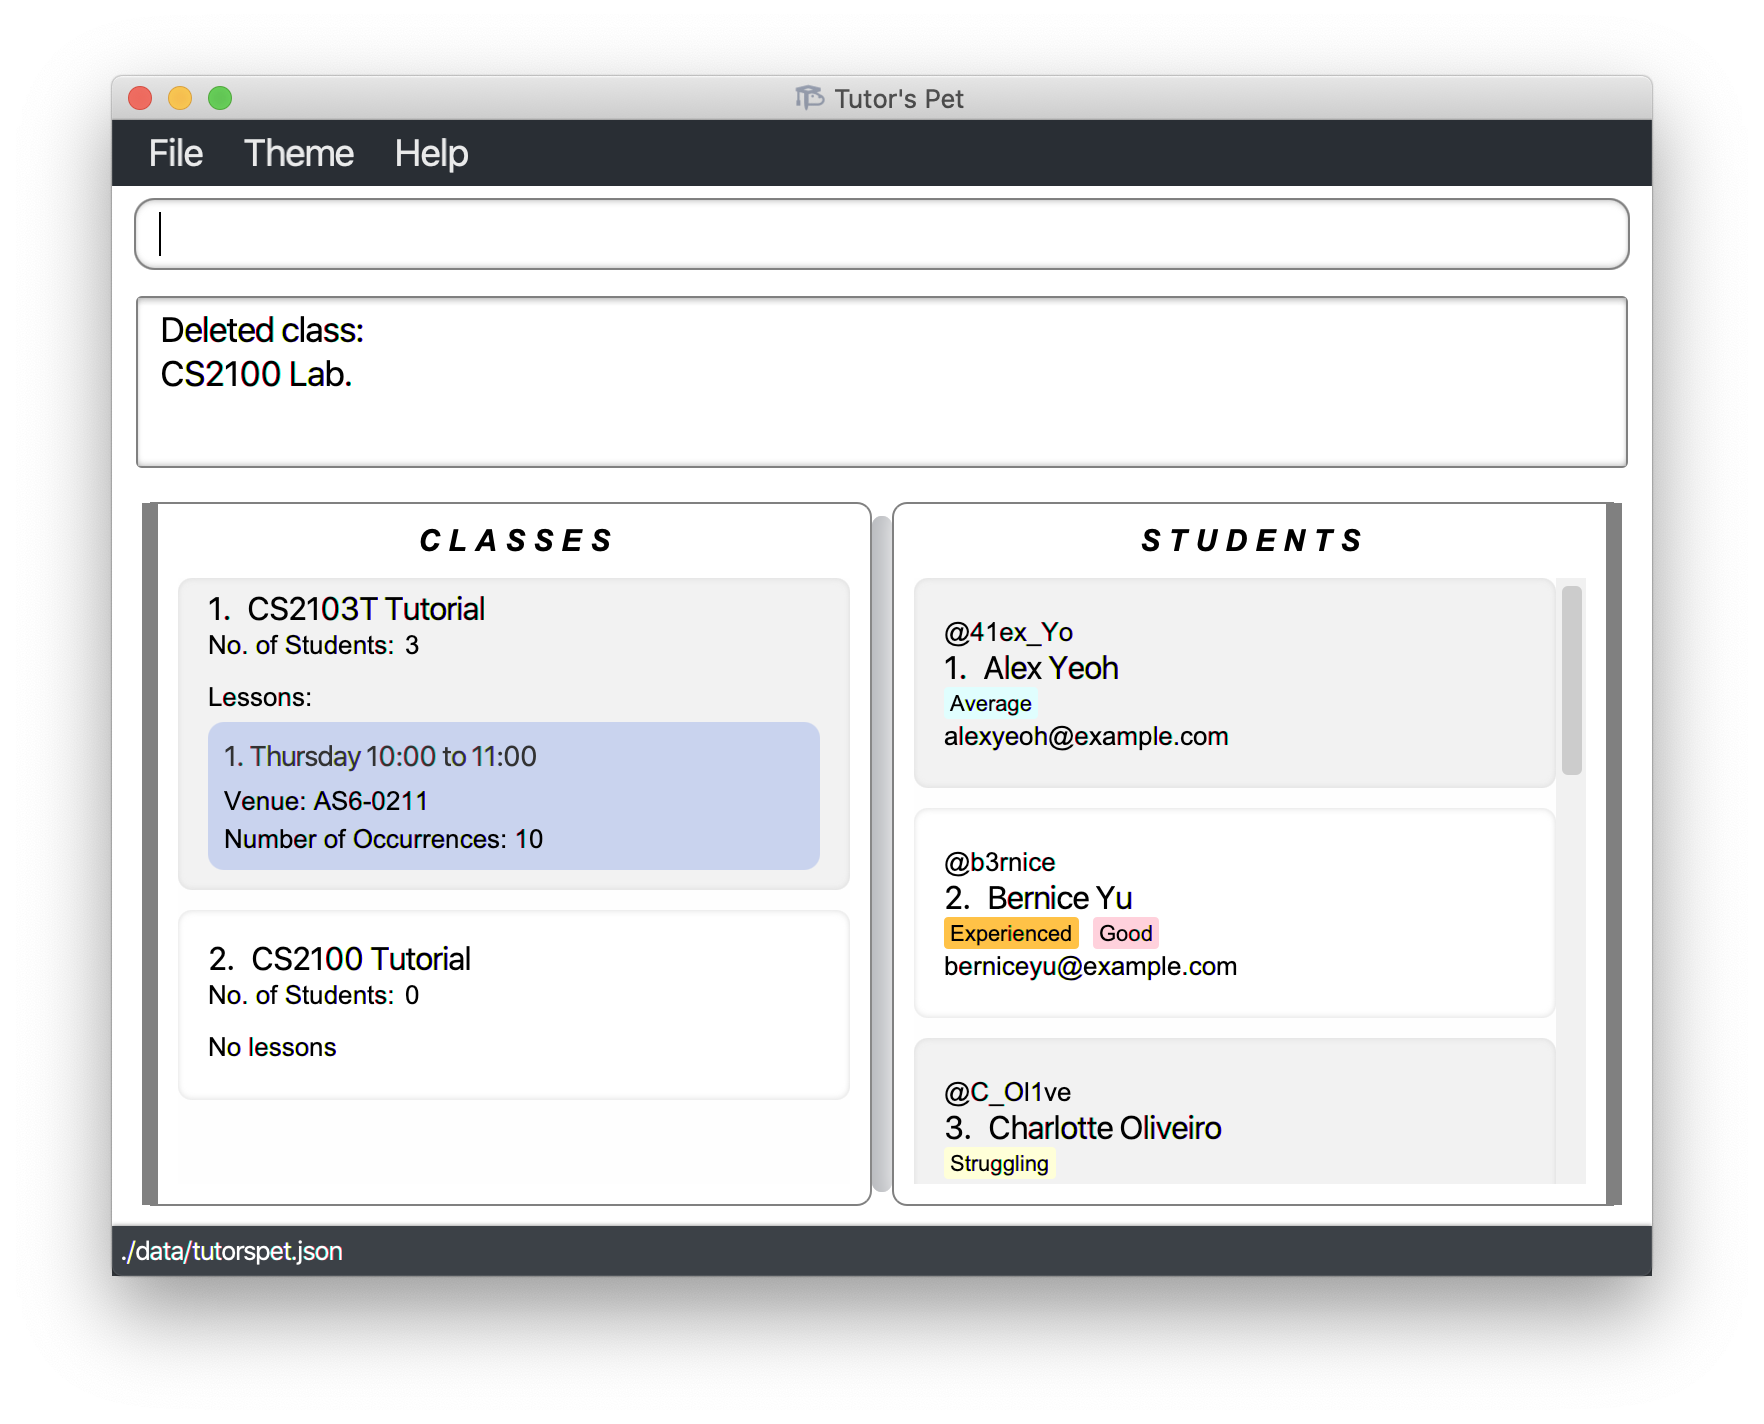 Tutor's Pet
File Theme Help
Deleted class:
CS2100 Lab.
CLASSES
1. CS2103T Tutorial
No. of Students: 3
Lessons:
1. Thursday 10:00 to 11:00
Venue: AS6-0211
Number of Occurrences: 10
2. CS2100 Tutorial
No. of Students: 0
No lessons
STUDENTS
@41ex_Yo
1. Alex Yeoh
Average
alexyeoh@example.com
@b3rnice
2. Bernice Yu
Experienced Good
berniceyu@example.com
@C_Ol1ve
3. Charlotte Oliveiro
Struggling
./data/tutorspet.json